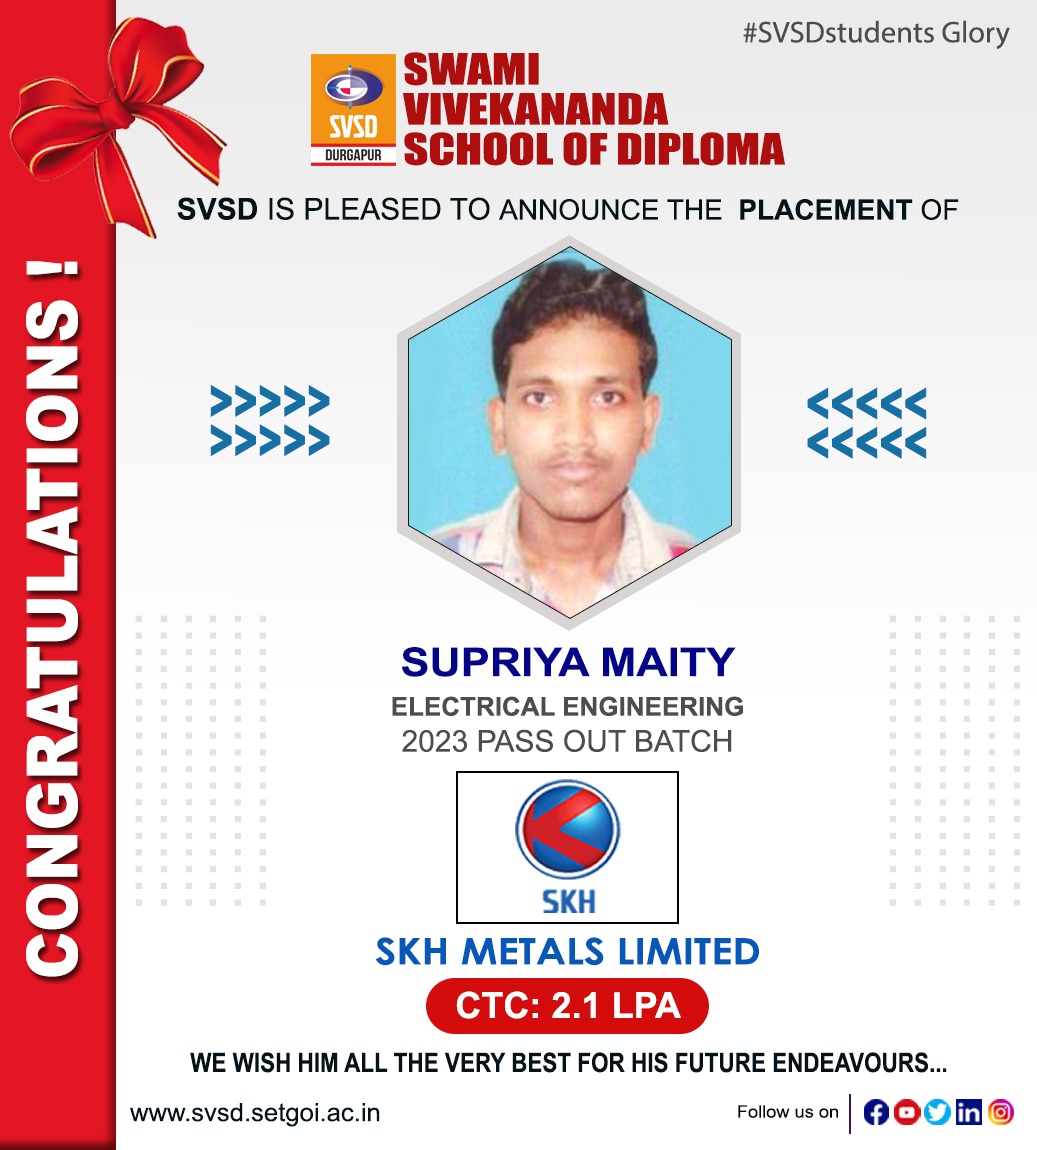 #SVSDstudents Glory
SVSD
DURGAPUR
SWAMI
VIVEKANANDA
SCHOOL OF DIPLOMA
SVSD IS PLEASED TO ANNOUNCE THE PLACEMENT OF
CONGRATULATIONS !
>>>>> <<<<<
>>>>> <<<<<
SUPRIYA MAITY
ELECTRICAL ENGINEERING
2023 PASS OUT BATCH
SKH
SKH METALS LIMITED
CTC: 2.1 LPA
WE WISH HIM ALL THE VERY BEST FOR HIS FUTURE ENDEAVOURS...
www.svsd.setgoi.ac.in
Follow us on